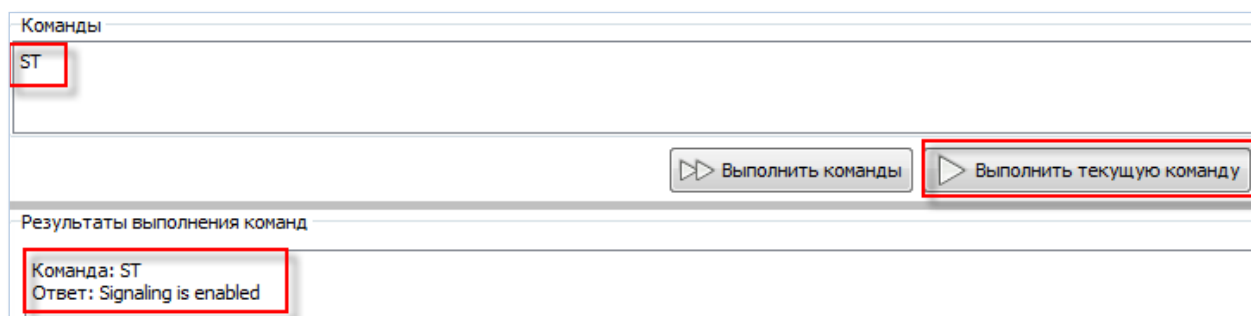 Команды
ST
Выполнить команды
Выполнить текущую команду
Результаты выполнения команд
Команда: ST
Ответ: Signaling is enabled